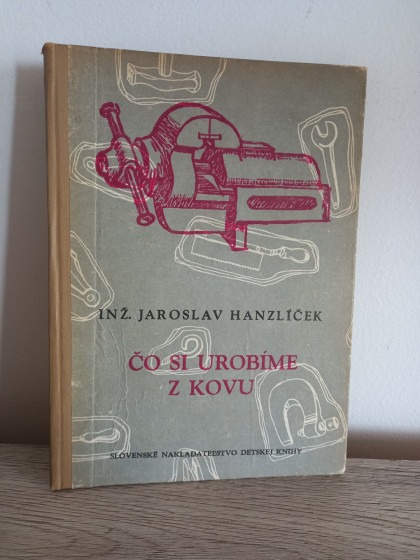 INŽ. JAROSLAV HANZLÍČEK
ČO SI UROBÍME
Z KOVU
SLOVENSKÉ NAKLADATEĽSTVO DETSKEJ KNIHY